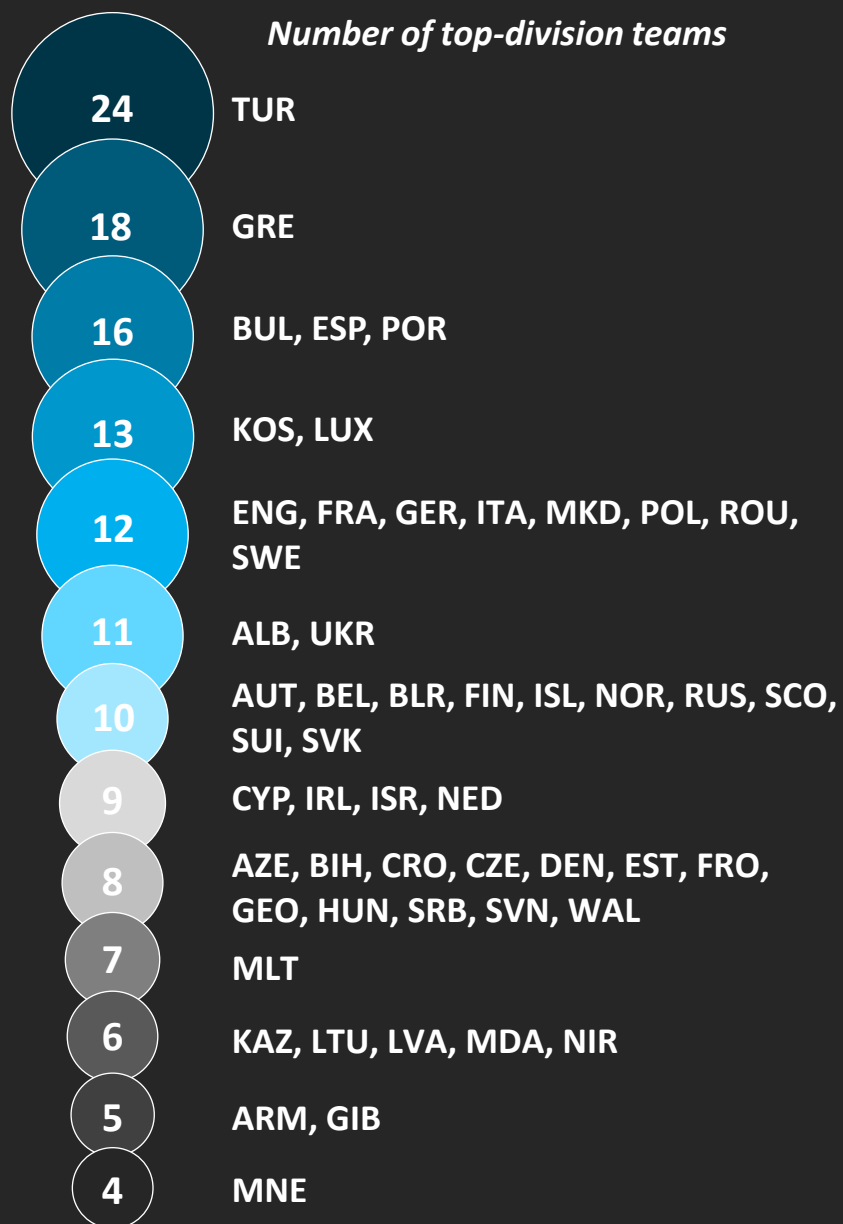 Number of top-division teams
24 TUR
18 GRE
16 BUL, ESP, POR
13 KOS, LUX
12 ENG, FRA, GER, ITA, MKD, POL, ROU,
SWE
11 ALB, UKR
10 AUT, BEL, BLR, FIN, ISL, NOR, RUS, SCO,
SUI, SVK
9 CYP, IRL, ISR, NED
8 AZE, BIH, CRO, CZE, DEN, EST, FRO,
GEO, HUN, SRB, SVN, WAL
7 MLT
6 KAZ, LTU, LVA, MDA, NIR
5 ARM, GIB
4 MNE